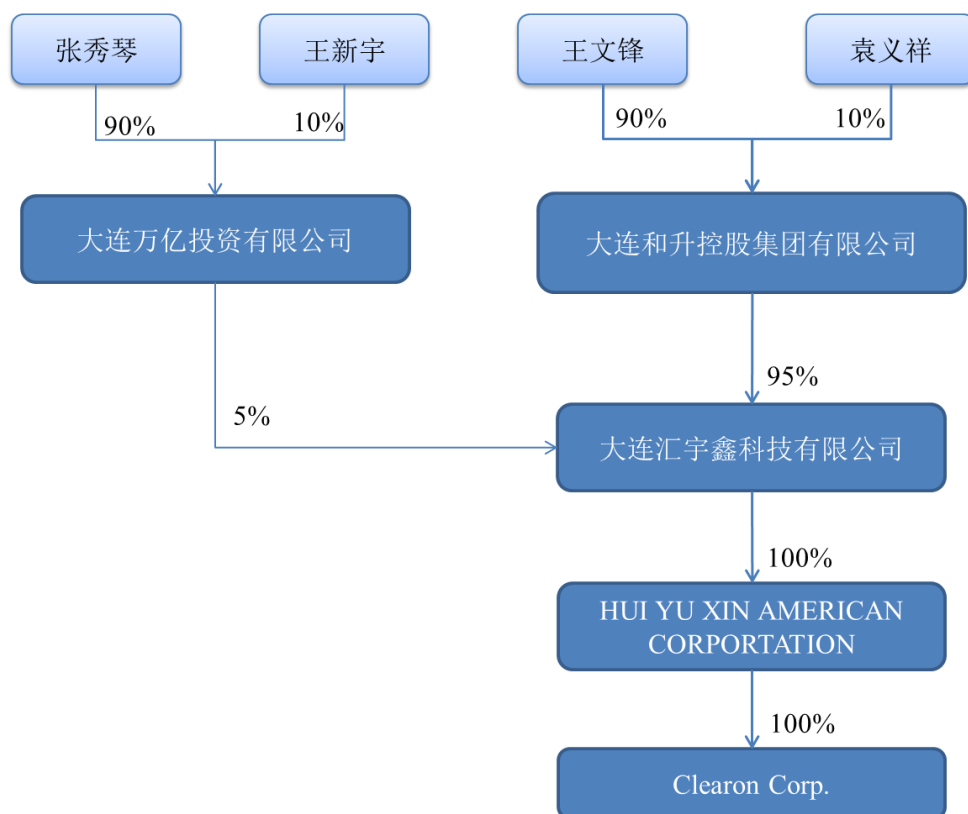 张秀琴
王新宇
王文锋
袁义祥
90%
10%
90%
10%
大连万亿投资有限公司
大连和升控股集团有限公司
95%
5%
大连汇宇鑫科技有限公司
100%
HUI YU XIN AMERICAN
CORPORTATION
100%
Clearon Corp.